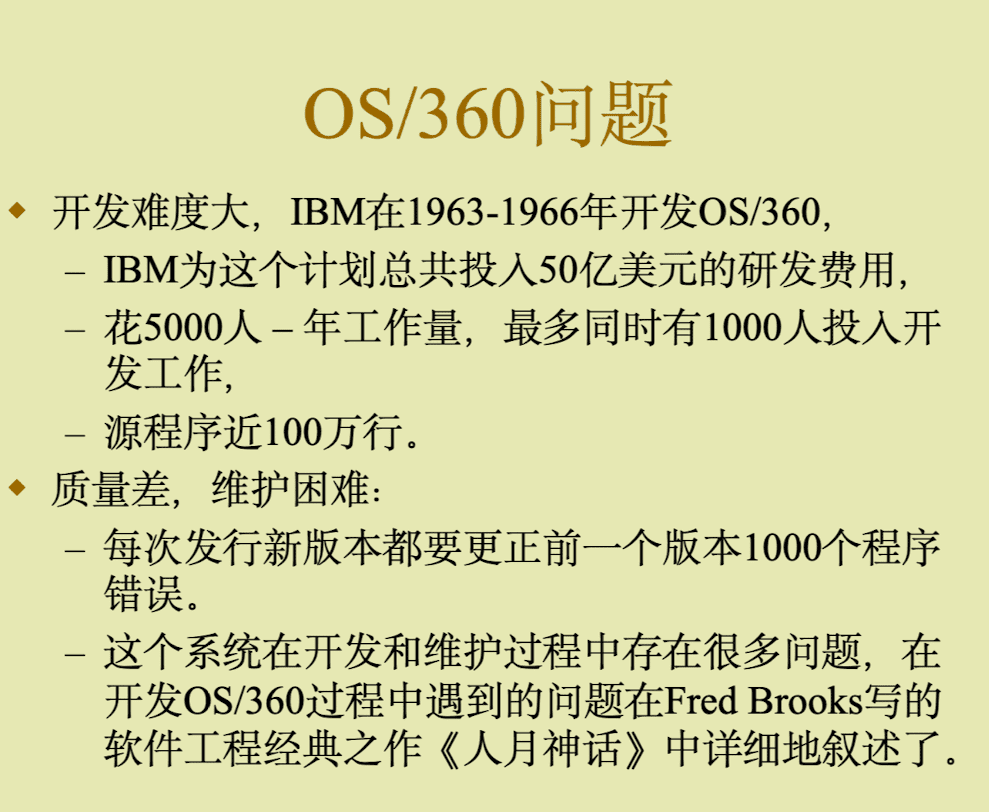 OS/360问题
◆ 开发难度大，IBM在1963-1966年开发OS/360，
– IBM为这个计划总共投入50亿美元的研发费用，
– 花5000人 – 年工作量，最多同时有1000人投入开
发工作，
– 源程序近100万行。
◆ 质量差，维护困难：
– 每次发行新版本都要更正前一个版本1000个程序
错误。
– 这个系统在开发和维护过程中存在很多问题，在
开发OS/360过程中遇到的问题在Fred Brooks写的
软件工程经典之作《人月神话》中详细地叙述了。